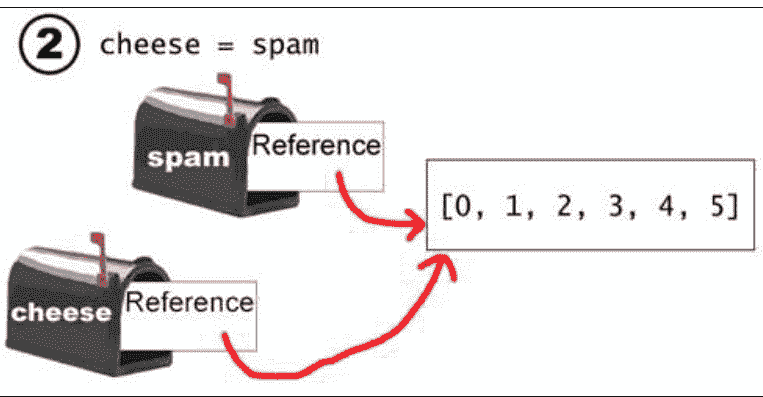 2 cheese = spam
spam
Reference
[0, 1, 2, 3, 4, 5]
cheese
Reference